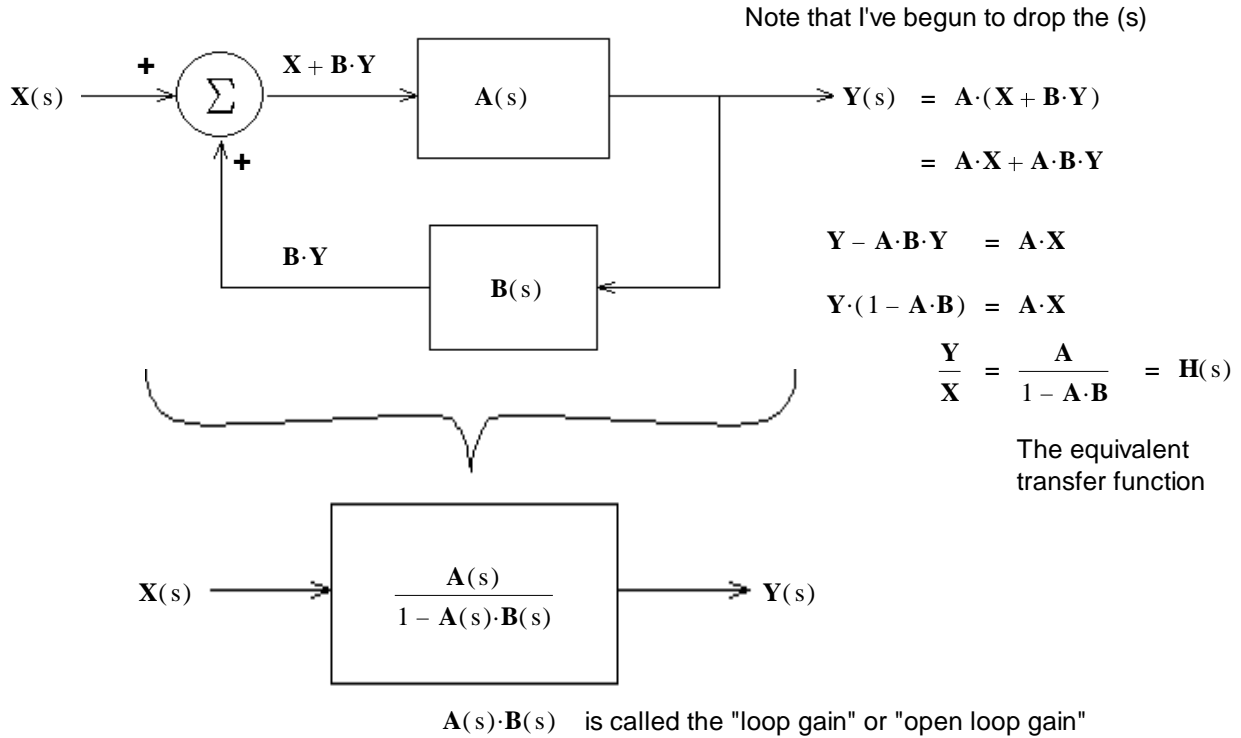 Note that I've begun to drop the (s)
X(s) + Σ X + B·Y A(s) Y(s) = A·(X + B·Y)
+
= A·X + A·B·Y
B·Y B(s)
Y – A·B·Y = A·X
Y·(1 – A·B) = A·X
Y/X = A/(1 – A·B) = H(s)
The equivalent
transfer function
X(s) A(s)/(1 – A(s)·B(s)) Y(s)
A(s)·B(s) is called the "loop gain" or "open loop gain"